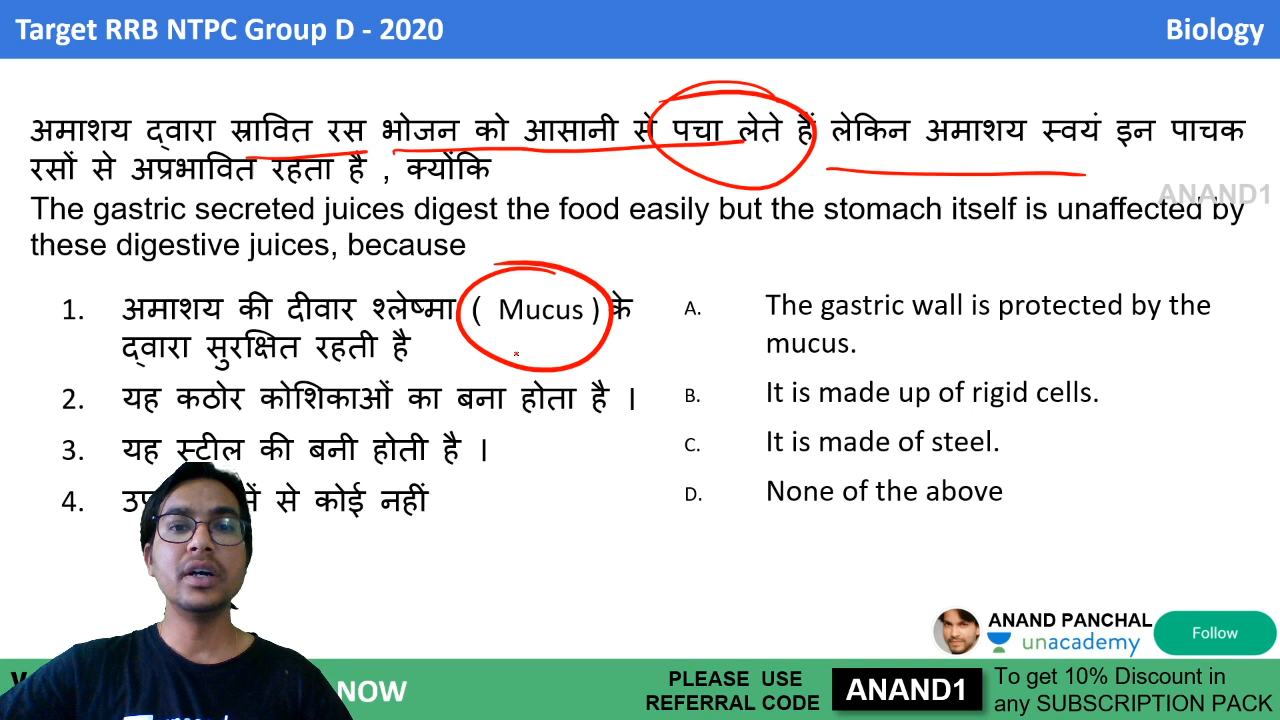 Target RRB NTPC Group D - 2020
Biology
अमाशय द्वारा स्रावित रस भोजन को आसानी से पचा लेते हैं लेकिन अमाशय स्वयं इन पाचक
रसों से अप्रभावित रहता है , क्योंकि
ANAND1
The gastric secreted juices digest the food easily but the stomach itself is unaffected by
these digestive juices, because
1. अमाशय की दीवार श्लेष्मा ( Mucus ) के
द्वारा सुरक्षित रहती है
2. यह कठोर कोशिकाओं का बना होता है ।
3. यह स्टील की बनी होती है ।
4. से कोई नहीं
A. The gastric wall is protected by the
mucus.
B. It is made up of rigid cells.
C. It is made of steel.
D. None of the above
ANAND PANCHAL
unacademy
Follow
NOW
PLEASE USE
REFERRAL CODE
ANAND1
To get 10% Discount in
any SUBSCRIPTION PACK